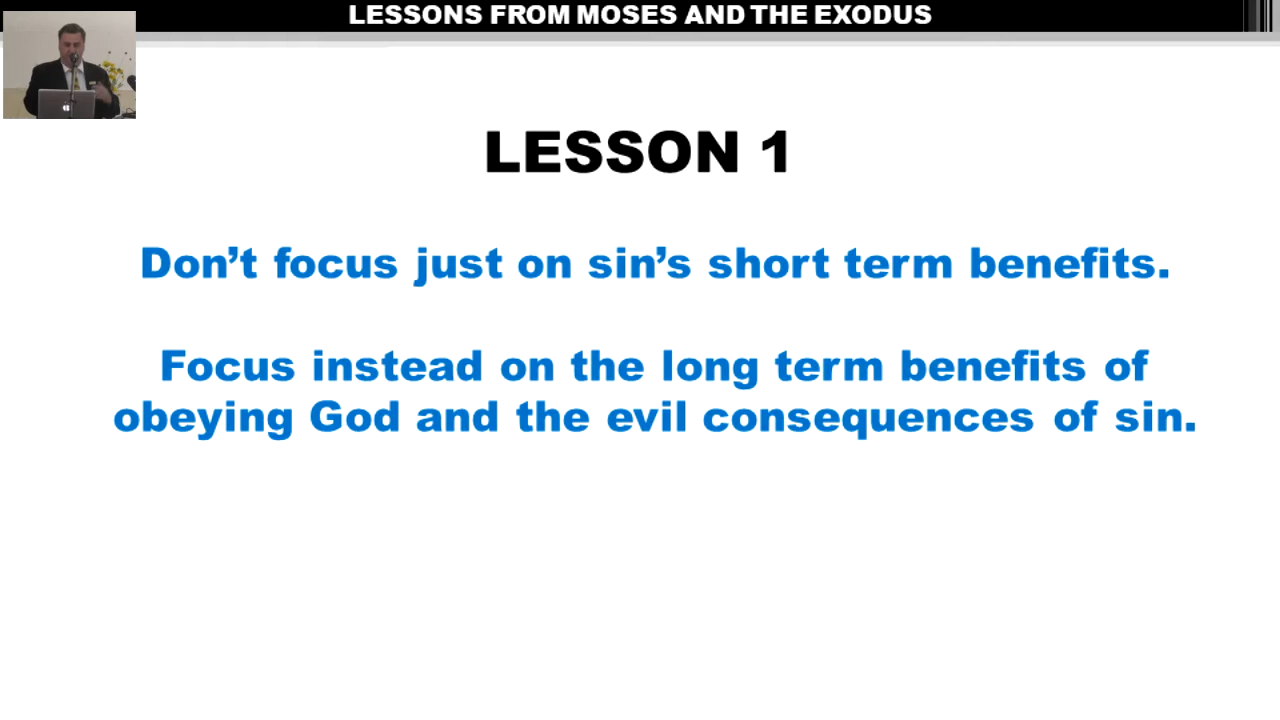 LESSONS FROM MOSES AND THE EXODUS
LESSON 1
Don’t focus just on sin’s short term benefits.
Focus instead on the long term benefits of
obeying God and the evil consequences of sin.